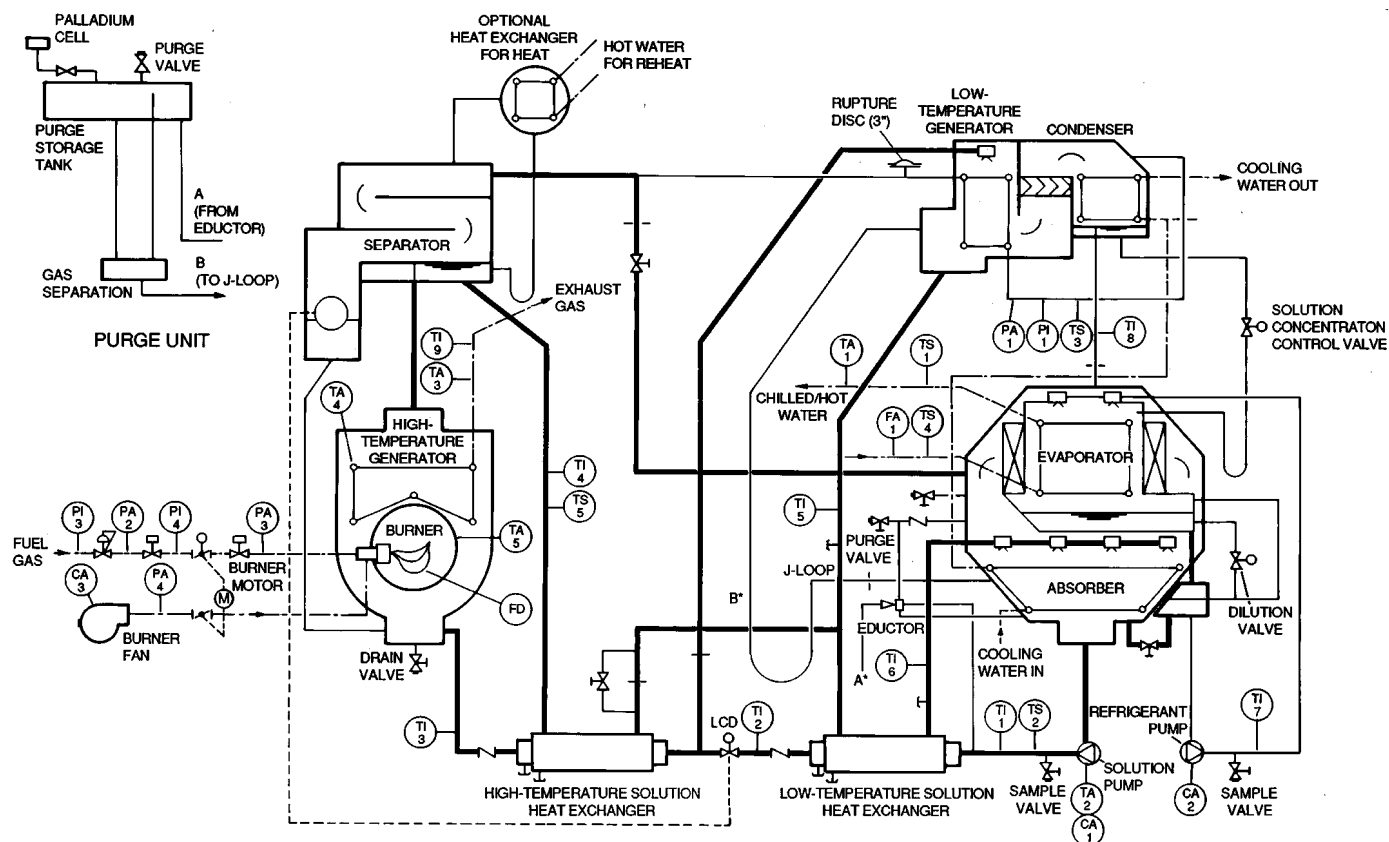 PALLADIUM
CELL
PURGE
VALVE
PURGE
STORAGE
TANK
A
(FROM
EDUCTOR)
B
(TO J-LOOP)
GAS
SEPARATION
PURGE UNIT
OPTIONAL
HEAT EXCHANGER
FOR HEAT
HOT WATER
FOR REHEAT
SEPARATOR
EXHAUST
GAS
TI
9
TA
3
TA
4
HIGH-
TEMPERATURE
GENERATOR
TI
4
TS
5
BURNER
TA
5
FD
FUEL
GAS
PI
3
PA
2
PI
4
PA
3
BURNER
MOTOR
CA
3
PA
4
M
BURNER
FAN
DRAIN
VALVE
TI
3
HIGH-TEMPERATURE SOLUTION
HEAT EXCHANGER
LCD
TI
2
LOW-TEMPERATURE SOLUTION
HEAT EXCHANGER
RUPTURE
DISC (3")
LOW-
TEMPERATURE
GENERATOR
CONDENSER
COOLING
WATER OUT
PA
1
PI
1
TS
3
TI
8
SOLUTION
CONCENTRATON
CONTROL VALVE
TA
1
TS
1
CHILLED/HOT
WATER
FA
1
TS
4
EVAPORATOR
TI
5
PURGE
VALVE
J-LOOP
B*
ABSORBER
EDUCTOR
A*
TI
6
COOLING
WATER IN
DILUTION
VALVE
TI
1
TS
2
REFRIGERANT
PUMP
TI
7
SAMPLE
VALVE
SOLUTION
PUMP
TA
2
CA
1
CA
2
SAMPLE
VALVE